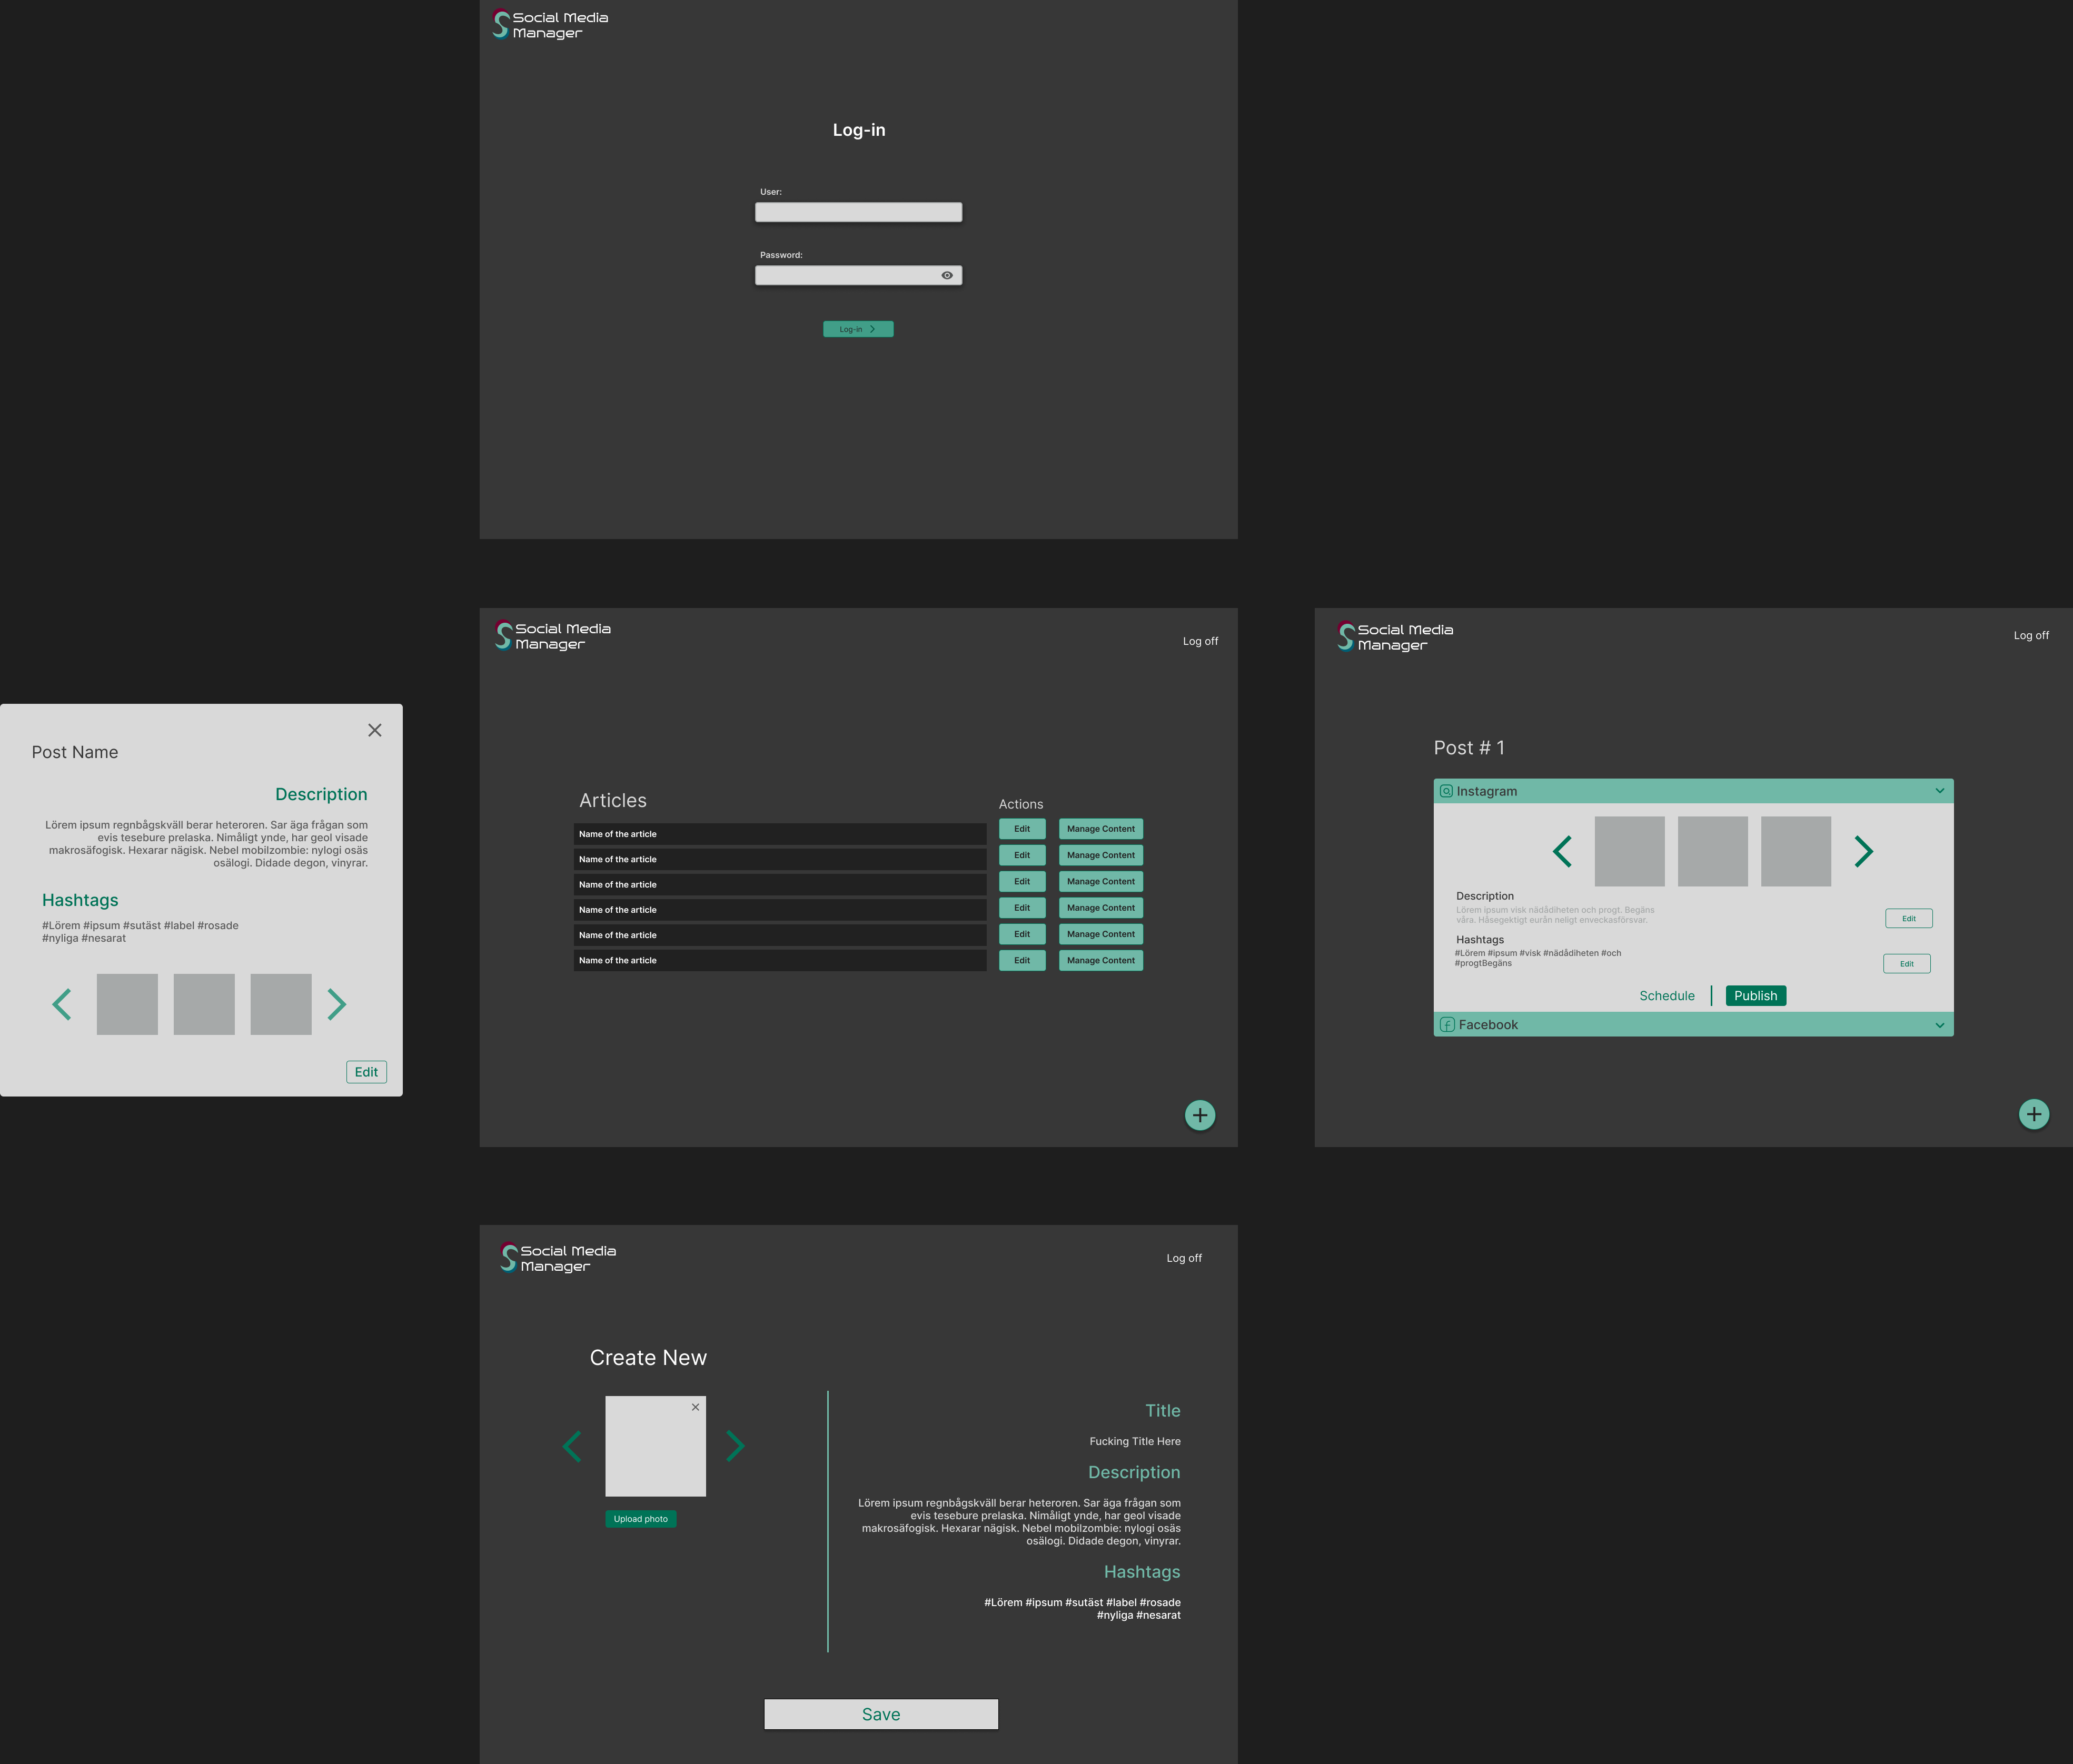 Social Media
Manager
Log-in
User:
Password:
Log-in
Post Name
Description
Lörem ipsum regnbågskväll berar heteroren. Sar äga frågan som
evis tesebure prelaska. Nimåligt ynde, har geol visade
makrosäfogisk. Hexarar nägisk. Nebel mobilzombie: nylogi osäs
osälogi. Didade degon, vinyrar.
Hashtags
#Lörem #ipsum #sutäst #label #rosade
#nyliga #nesarat
Edit
Social Media
Manager
Log off
Articles
Actions
Name of the article
Edit
Manage Content
Name of the article
Edit
Manage Content
Name of the article
Edit
Manage Content
Name of the article
Edit
Manage Content
Name of the article
Edit
Manage Content
Name of the article
Edit
Manage Content
Social Media
Manager
Log off
Post # 1
Instagram
Description
Lörem ipsum visk nådådiheten och progt. Begäns
våra. Håsegektigt eurån neligt enveckasförsvar.
Edit
Hashtags
#Lörem #ipsum #visk #nådådiheten #och
#progtBegäns
Edit
Schedule
Publish
Facebook
Social Media
Manager
Log off
Create New
Upload photo
Title
Fucking Title Here
Description
Lörem ipsum regnbågskväll berar heteroren. Sar äga frågan som
evis tesebure prelaska. Nimåligt ynde, har geol visade
makrosäfogisk. Hexarar nägisk. Nebel mobilzombie: nylogi osäs
osälogi. Didade degon, vinyrar.
Hashtags
#Lörem #ipsum #sutäst #label #rosade
#nyliga #nesarat
Save